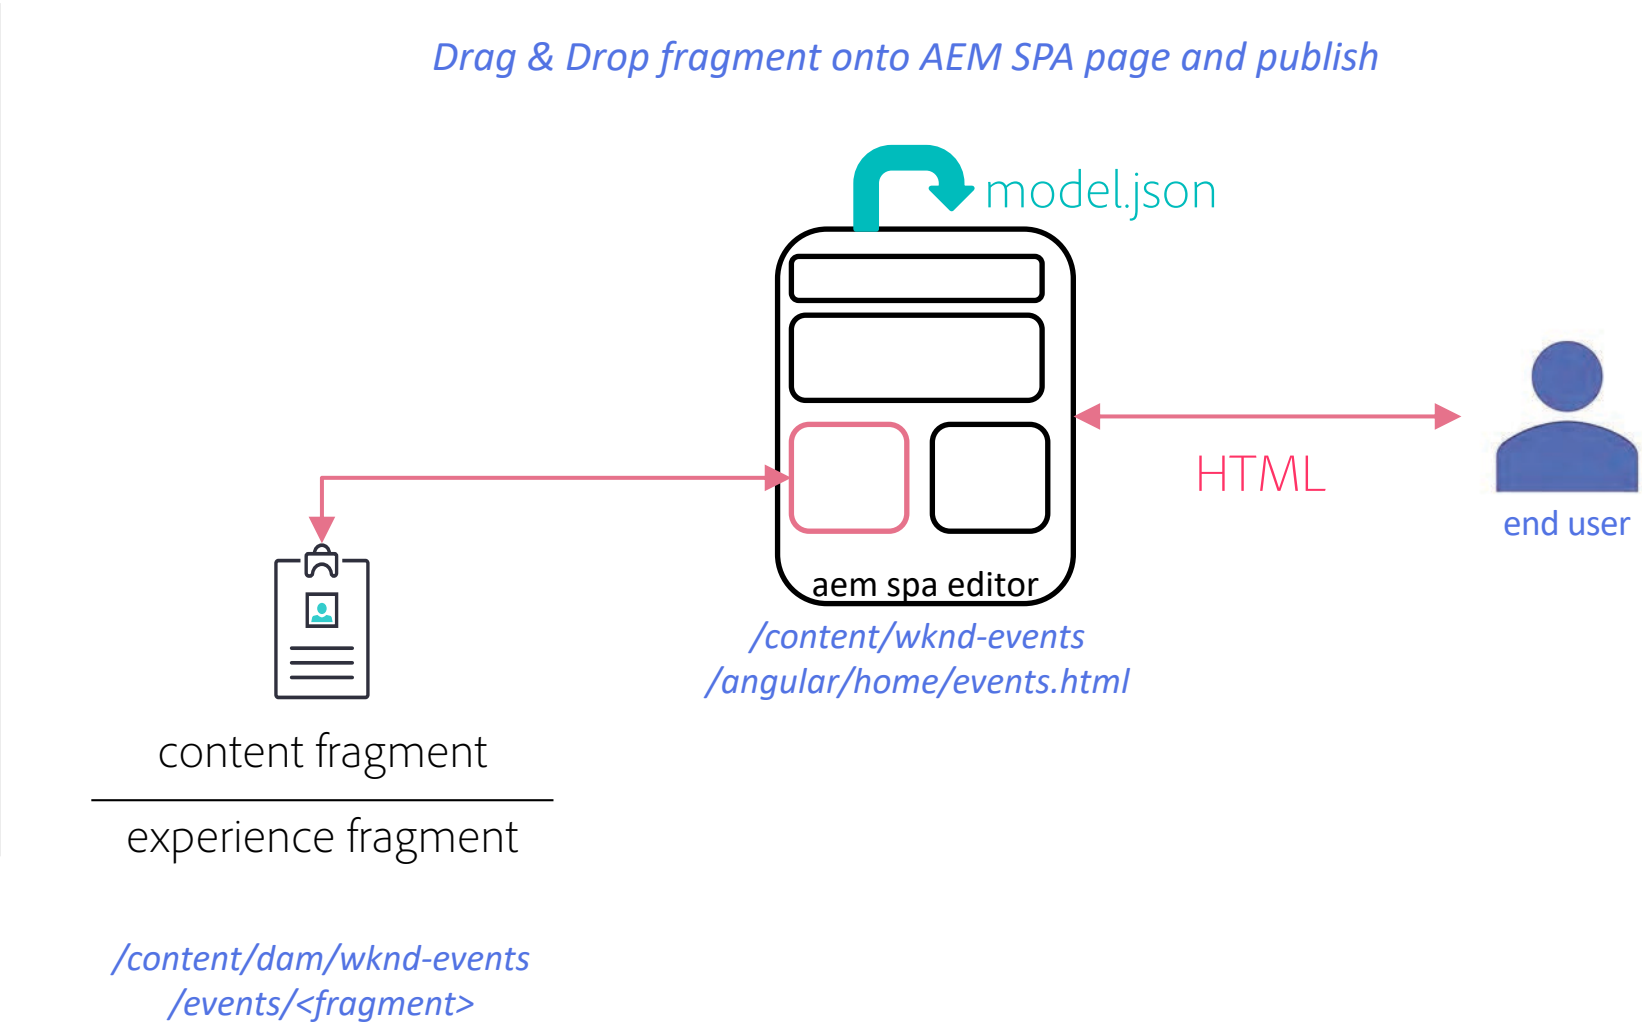 Drag & Drop fragment onto AEM SPA page and publish
model.json
HTML
end user
aem spa editor
/content/wknd-events
/angular/home/events.html
content fragment
experience fragment
/content/dam/wknd-events
/events/<fragment>